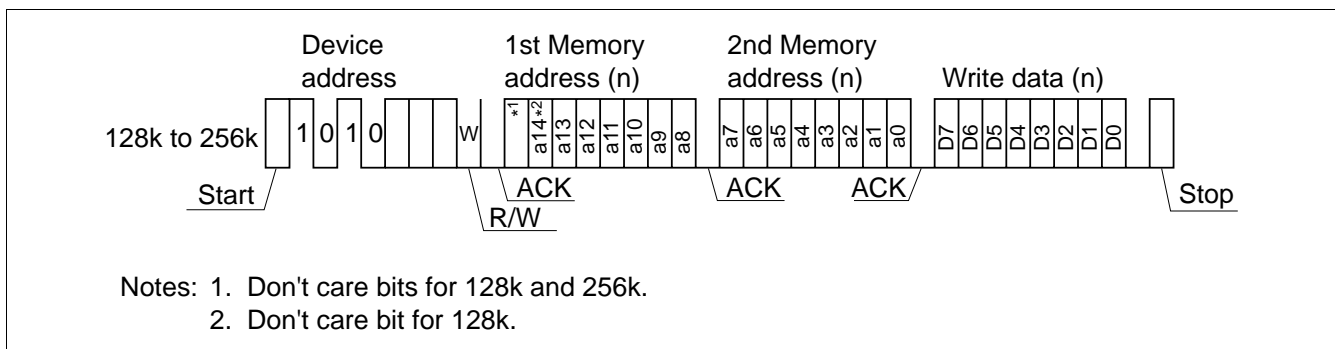 Device address
1st Memory address (n)
2nd Memory address (n)
Write data (n)
128k to 256k
1 0 1 0 W
*1 a14*2 a13 a12 a11 a10 a9 a8
a7 a6 a5 a4 a3 a2 a1 a0
D7 D6 D5 D4 D3 D2 D1 D0
Start
R/W
ACK
ACK
ACK
Stop
Notes: 1. Don't care bits for 128k and 256k.
2. Don't care bit for 128k.